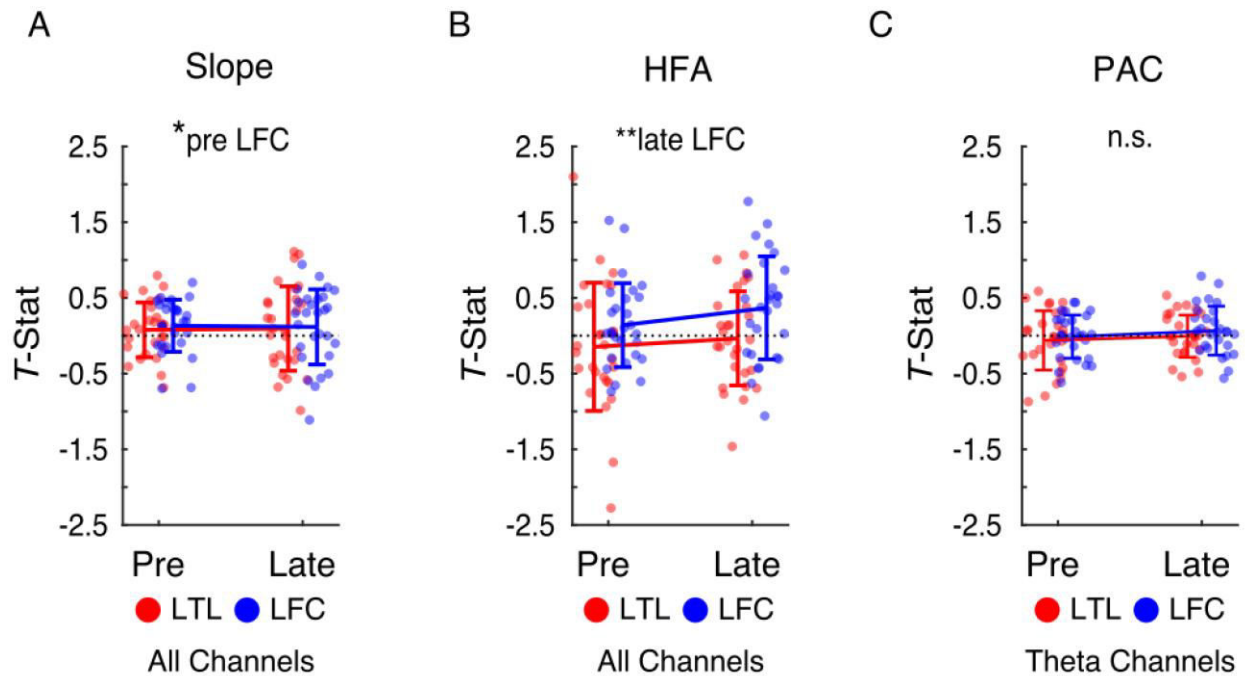 A
Slope
*pre LFC
2.5
1.5
0.5
-0.5
-1.5
-2.5
T-Stat
Pre Late
LTL LFC
All Channels
B
HFA
**late LFC
2.5
1.5
0.5
-0.5
-1.5
-2.5
T-Stat
Pre Late
LTL LFC
All Channels
C
PAC
n.s.
2.5
1.5
0.5
-0.5
-1.5
-2.5
T-Stat
Pre Late
LTL LFC
Theta Channels